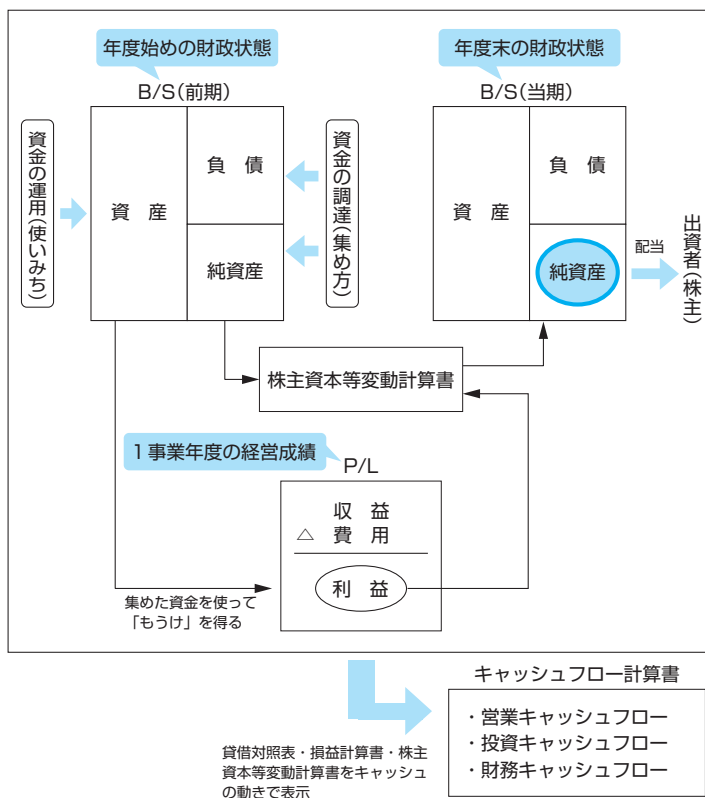 年度始めの財政状態
年度末の財政状態
B/S(前期)
B/S(当期)
資金の運用(使いみち)
資　産
負　債
純資産
資金の調達(集め方)
資　産
負　債
純資産
配当
出資者(株主)
株主資本等変動計算書
1事業年度の経営成績
P/L
収　益
△　費　用
利　益
集めた資金を使って
「もうけ」を得る
キャッシュフロー計算書
・営業キャッシュフロー
・投資キャッシュフロー
・財務キャッシュフロー
貸借対照表・損益計算書・株主
資本等変動計算書をキャッシュ
の動きで表示